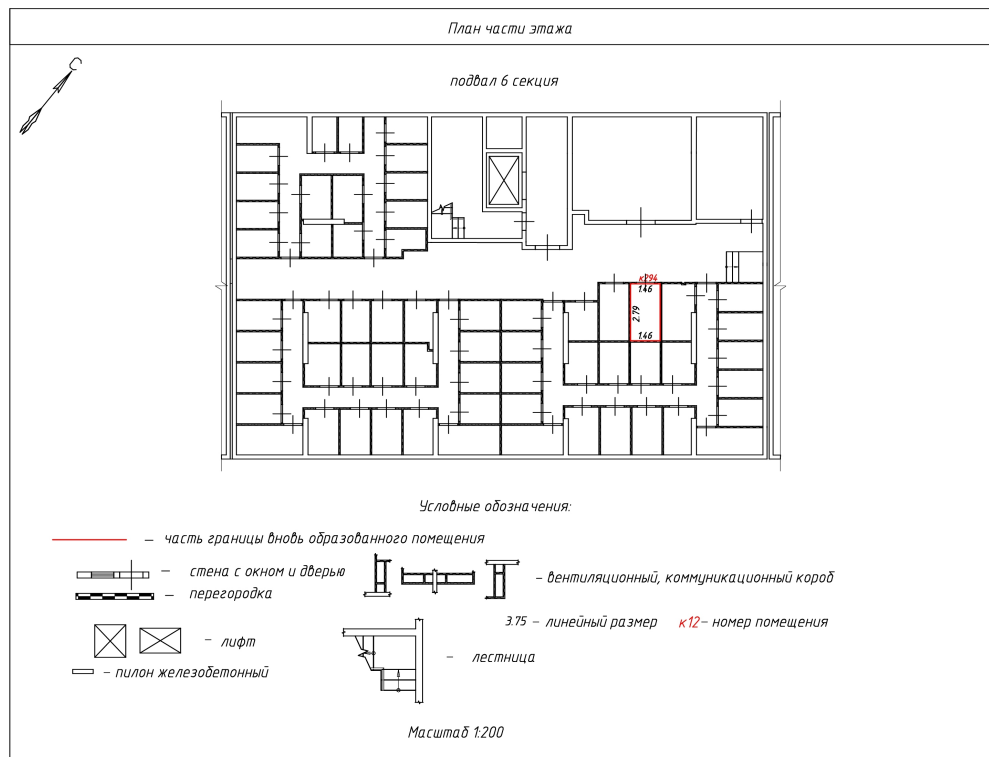 План части этажа
С
подвал 6 секция
к294
1.46
2.79
1.46
Условные обозначения:
– часть границы вновь образованного помещения
– стена с окном и дверью
– вентиляционный, коммуникационный короб
– перегородка
3.75 – линейный размер к12– номер помещения
– лифт
– лестница
– пилон железобетонный
Масштаб 1:200